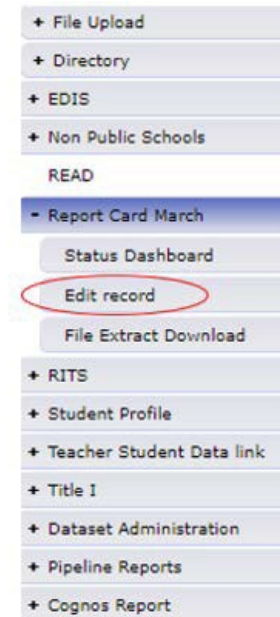 + File Upload
+ Directory
+ EDIS
+ Non Public Schools
READ
- Report Card March
Status Dashboard
Edit record
File Extract Download
+ RITS
+ Student Profile
+ Teacher Student Data link
+ Title I
+ Dataset Administration
+ Pipeline Reports
+ Cognos Report